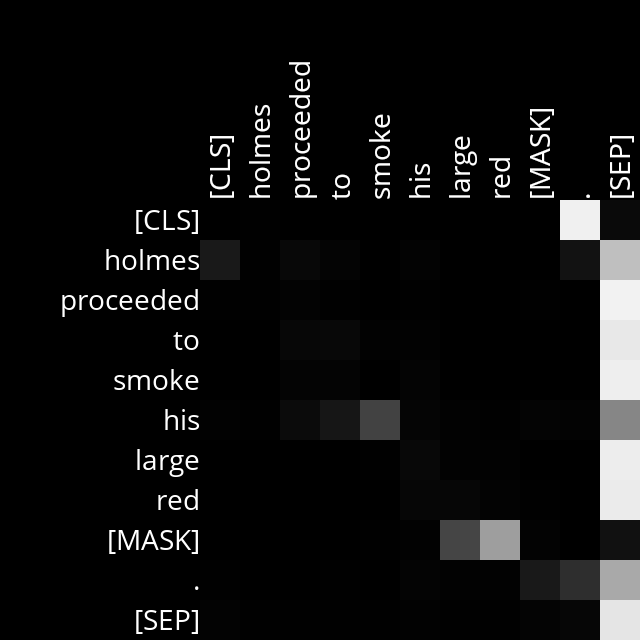 [CLS]
holmes
proceeded
to
smoke
his
large
red
[MASK]
.
[SEP]
[CLS]
holmes
proceeded
to
smoke
his
large
red
[MASK]
.
[SEP]